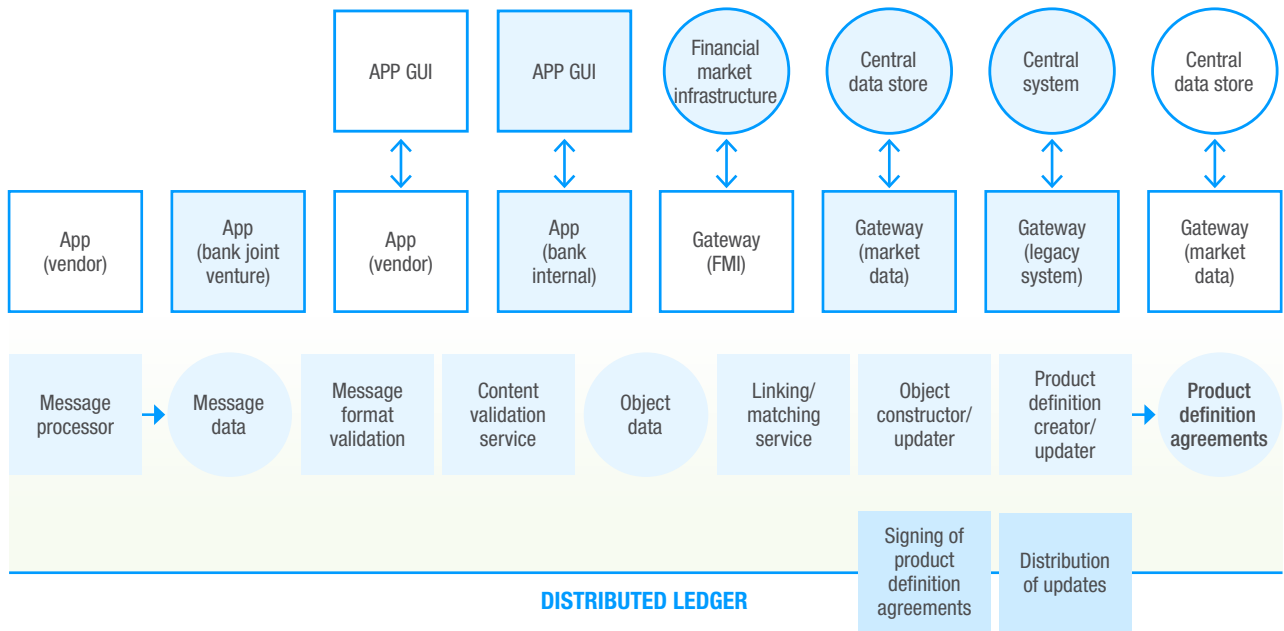 APP GUI
APP GUI
Financial
market
infrastructure
Central
data store
Central
system
Central
data store
App
(vendor)
App
(bank joint
venture)
App
(vendor)
App
(bank
internal)
Gateway
(FMI)
Gateway
(market
data)
Gateway
(legacy
system)
Gateway
(market
data)
Message
processor
Message
data
Message
format
validation
Content
validation
service
Object
data
Linking/
matching
service
Object
constructor/
updater
Product
definition
creator/
updater
Product
definition
agreements
Signing of
product
definition
agreements
Distribution
of updates
DISTRIBUTED LEDGER